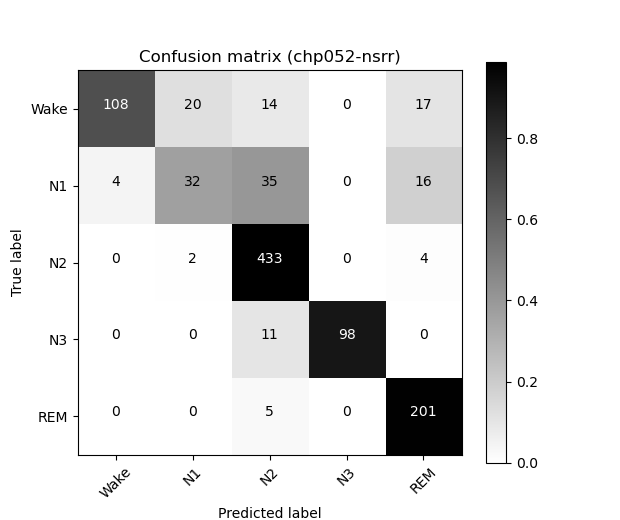 Confusion matrix (chp052-nsrr)
Wake 108 20 14 0 17
N1 4 32 35 0 16
N2 0 2 433 0 4
N3 0 0 11 98 0
REM 0 0 5 0 201
Wake N1 N2 N3 REM
True label
Predicted label
0.8
0.6
0.4
0.2
0.0